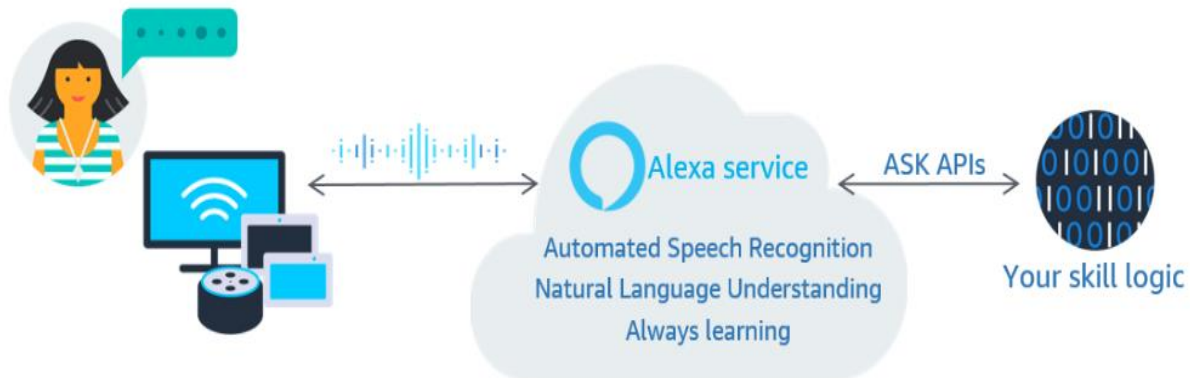 Alexa service
Automated Speech Recognition
Natural Language Understanding
Always learning
ASK APIs
Your skill logic